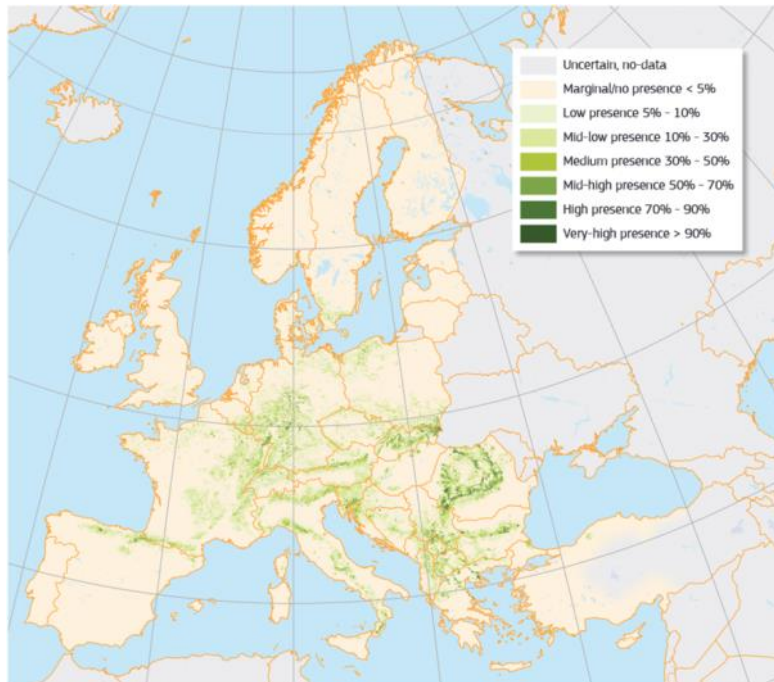 Uncertain, no-data
Marginal/no presence < 5%
Low presence 5% - 10%
Mid-low presence 10% - 30%
Medium presence 30% - 50%
Mid-high presence 50% - 70%
High presence 70% - 90%
Very-high presence > 90%